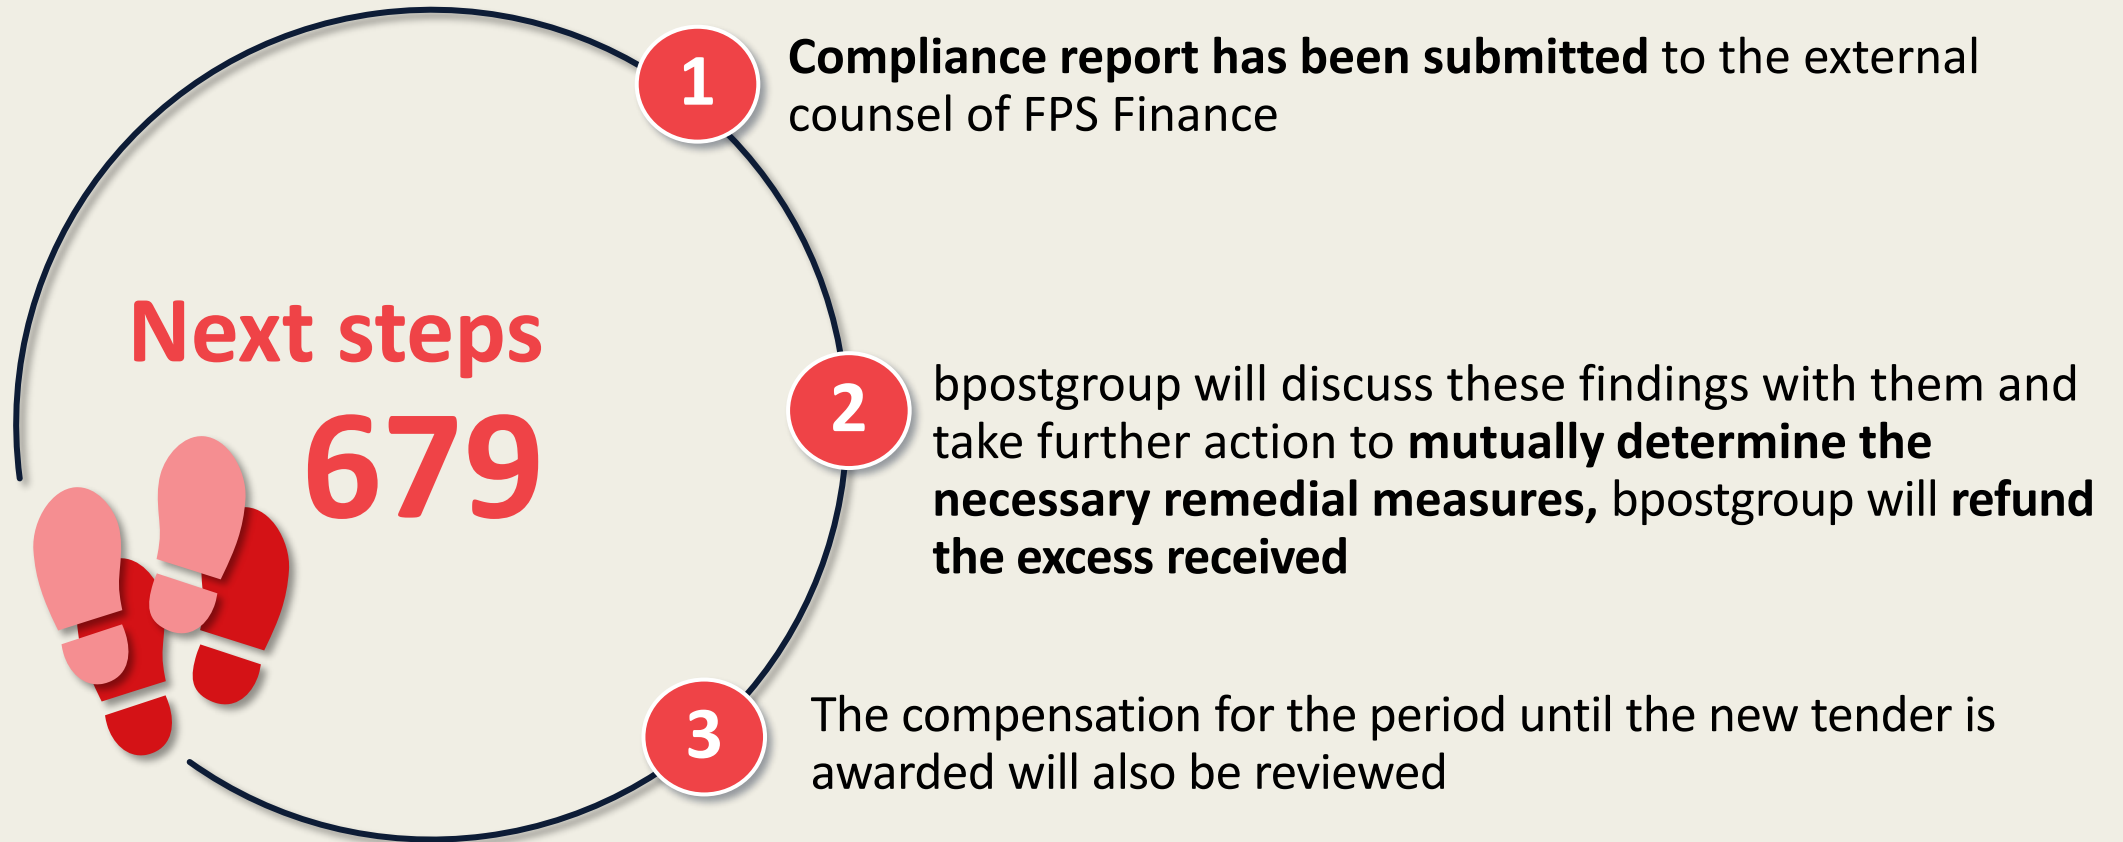 Next steps
679
1
Compliance report has been submitted to the external
counsel of FPS Finance
2
bpostgroup will discuss these findings with them and
take further action to mutually determine the
necessary remedial measures, bpostgroup will refund
the excess received
3
The compensation for the period until the new tender is
awarded will also be reviewed